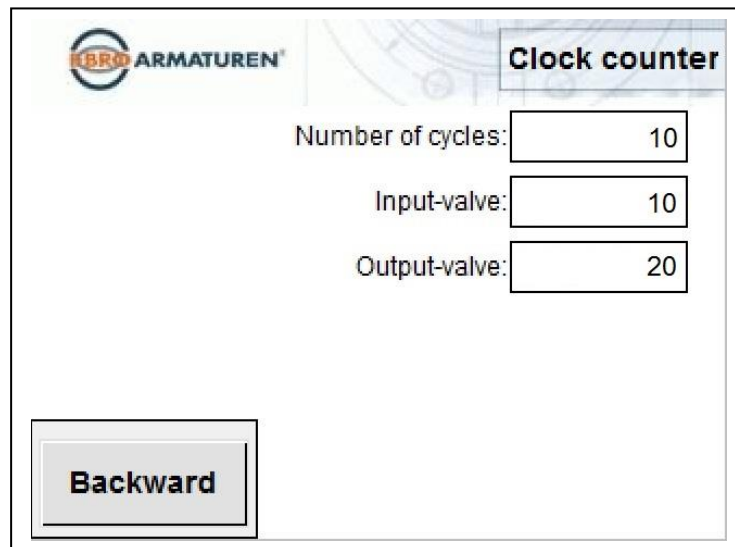 EBRO ARMATUREN®
Clock counter
Number of cycles: 10
Input-valve: 10
Output-valve: 20
Backward